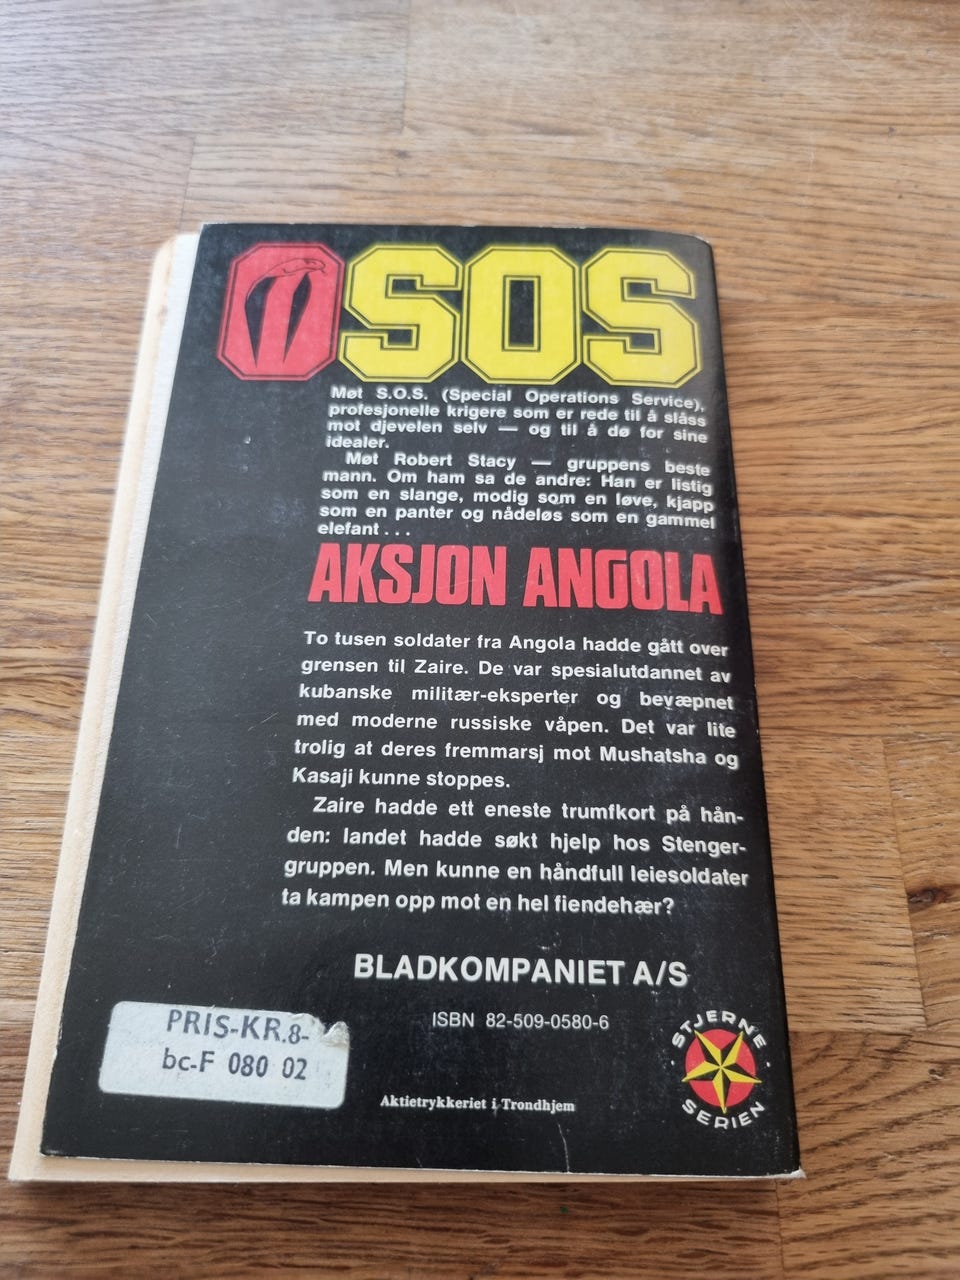 SOS
Møt S.O.S. (Special Operations Service),
profesjonelle krigere som er rede til å slåss
mot djevelen selv — og til å dø for sine
idealer.
Møt Robert Stacy — gruppens beste
mann. Om ham sa de andre: Han er listig
som en slange, modig som en løve, kjapp
som en panter og nådeløs som en gammel
elefant . . .
AKSJON ANGOLA
To tusen soldater fra Angola hadde gått over
grensen til Zaire. De var spesialutdannet av
kubanske militær-eksperter og bevæpnet
med moderne russiske våpen. Det var lite
trolig at deres fremmarsj mot Mushatsha og
Kasaji kunne stoppes.
Zaire hadde ett eneste trumfkort på hån-
den: landet hadde søkt hjelp hos Stenger-
gruppen. Men kunne en håndfull leiesoldater
ta kampen opp mot en hel fiendehær?
BLADKOMPANIET A/S
ISBN 82-509-0580-6
PRIS-KR.8-
bc-F 080 02
Aktietrykkeriet i Trondhjem
STJERNE
SERIEN